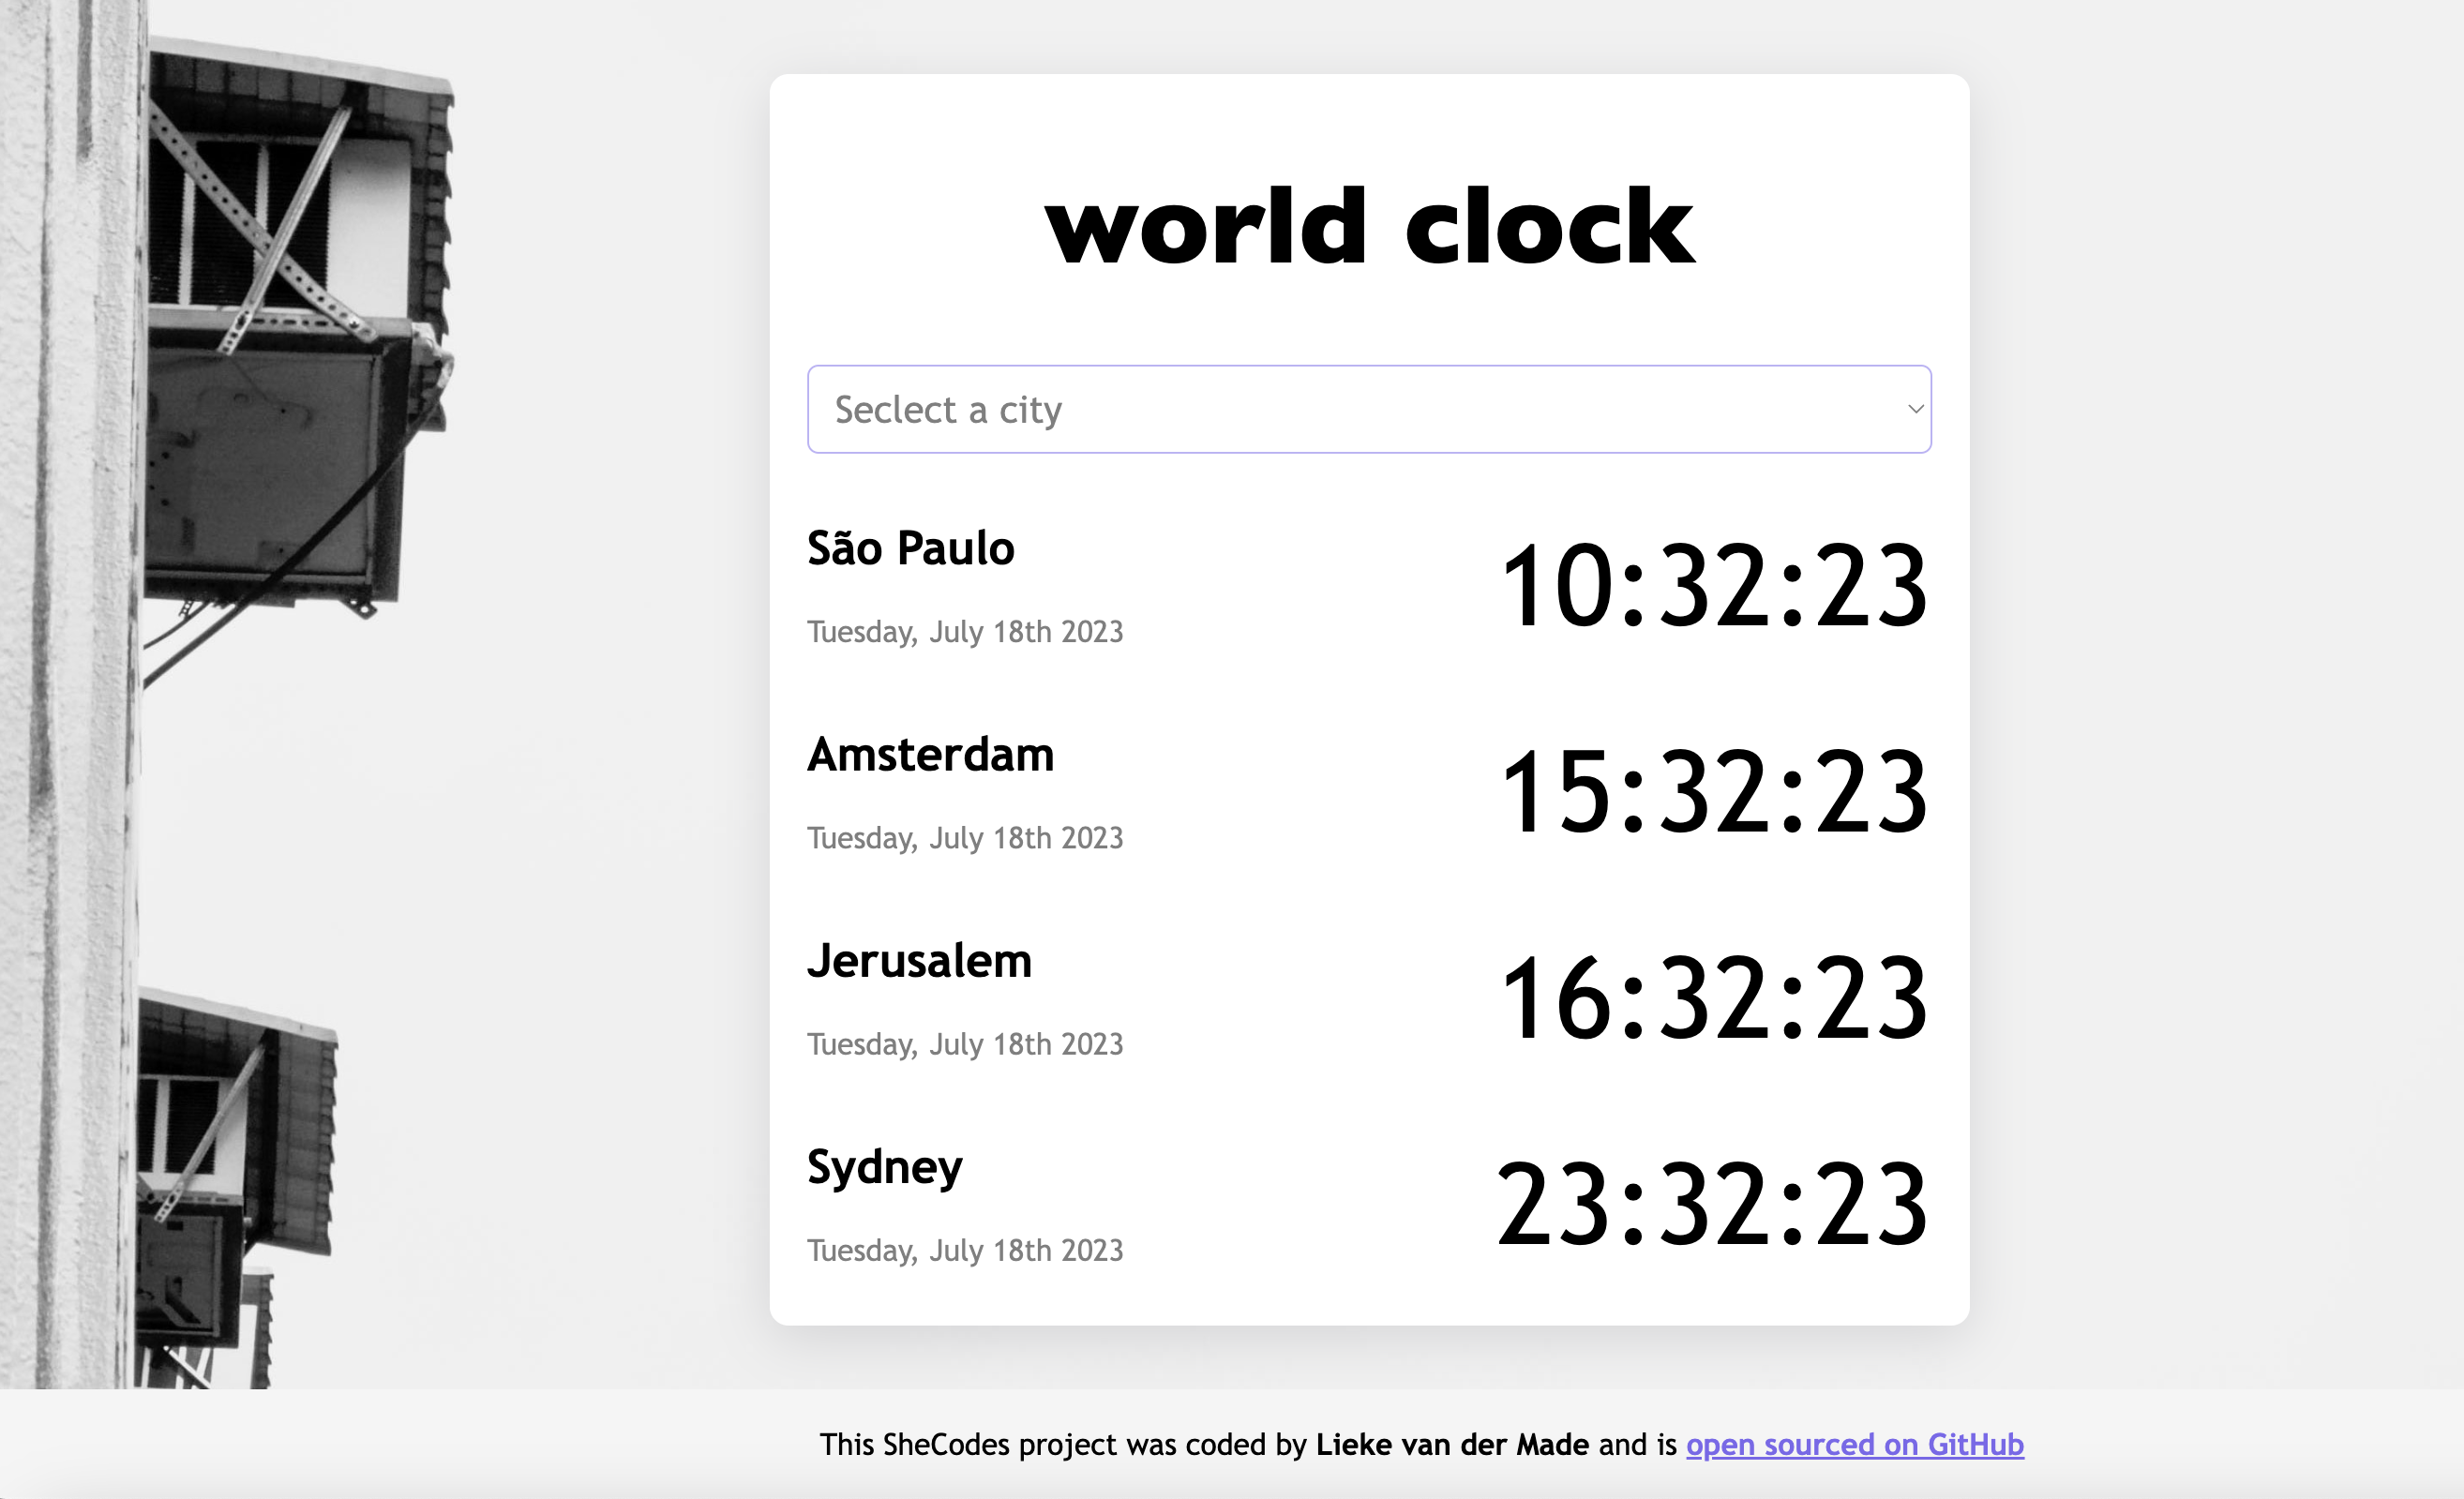 world clock
Seclect a city
São Paulo
10:32:23
Tuesday, July 18th 2023
Amsterdam
15:32:23
Tuesday, July 18th 2023
Jerusalem
16:32:23
Tuesday, July 18th 2023
Sydney
23:32:23
Tuesday, July 18th 2023
This SheCodes project was coded by Lieke van der Made and is open sourced on GitHub